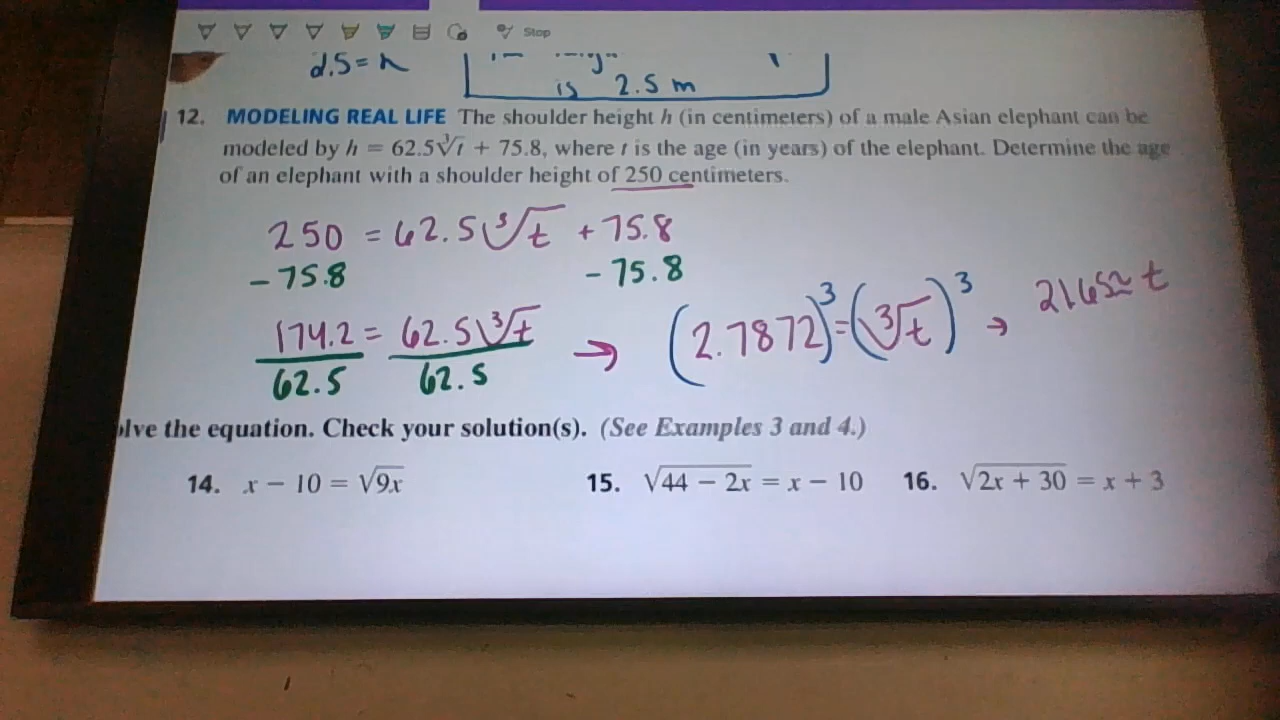 Stop
2.5 = h
is 2.5 m
12. MODELING REAL LIFE The shoulder height h (in centimeters) of a male Asian elephant can be
modeled by h = 62.5∛t + 75.8, where t is the age (in years) of the elephant. Determine the age
of an elephant with a shoulder height of 250 centimeters.
250 = 62.5∛t + 75.8
-75.8 -75.8
174.2 = 62.5∛t → (2.7872)³ = (∛t)³ → 21.65≈ t
62.5 62.5
olve the equation. Check your solution(s). (See Examples 3 and 4.)
14. x − 10 = √9x 15. √44 − 2x = x − 10 16. √2x + 30 = x + 3